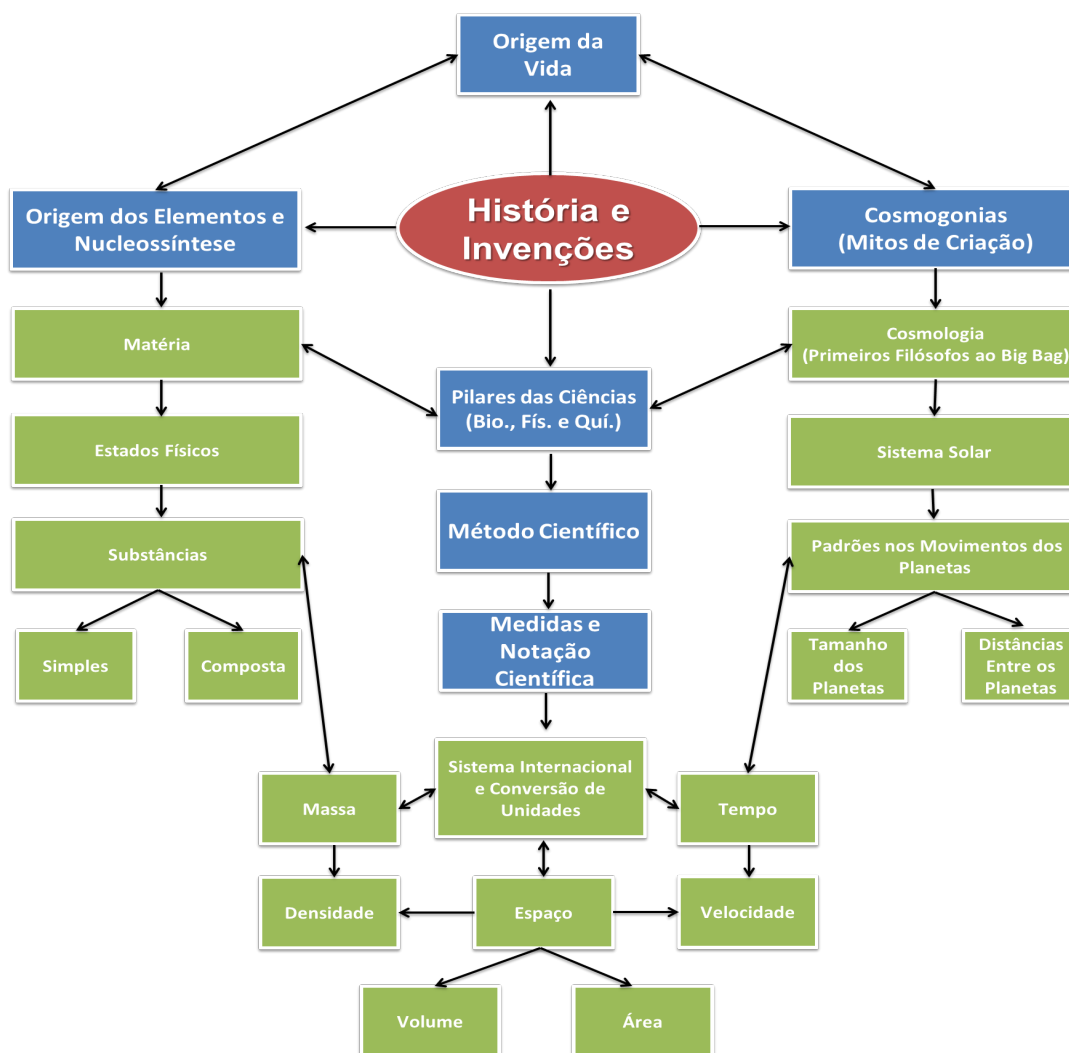 Origem da
Vida
Origem dos Elementos e
Nucleossíntese
História e
Invenções
Cosmogonias
(Mitos de Criação)
Matéria
Cosmologia
(Primeiros Filósofos ao Big Bag)
Pilares das Ciências
(Bio., Fís. e Quí.)
Estados Físicos
Sistema Solar
Método Científico
Substâncias
Padrões nos Movimentos dos
Planetas
Simples
Composta
Medidas e
Notação
Científica
Tamanho
dos
Planetas
Distâncias
Entre os
Planetas
Massa
Sistema Internacional
e Conversão de
Unidades
Tempo
Densidade
Espaço
Velocidade
Volume
Área